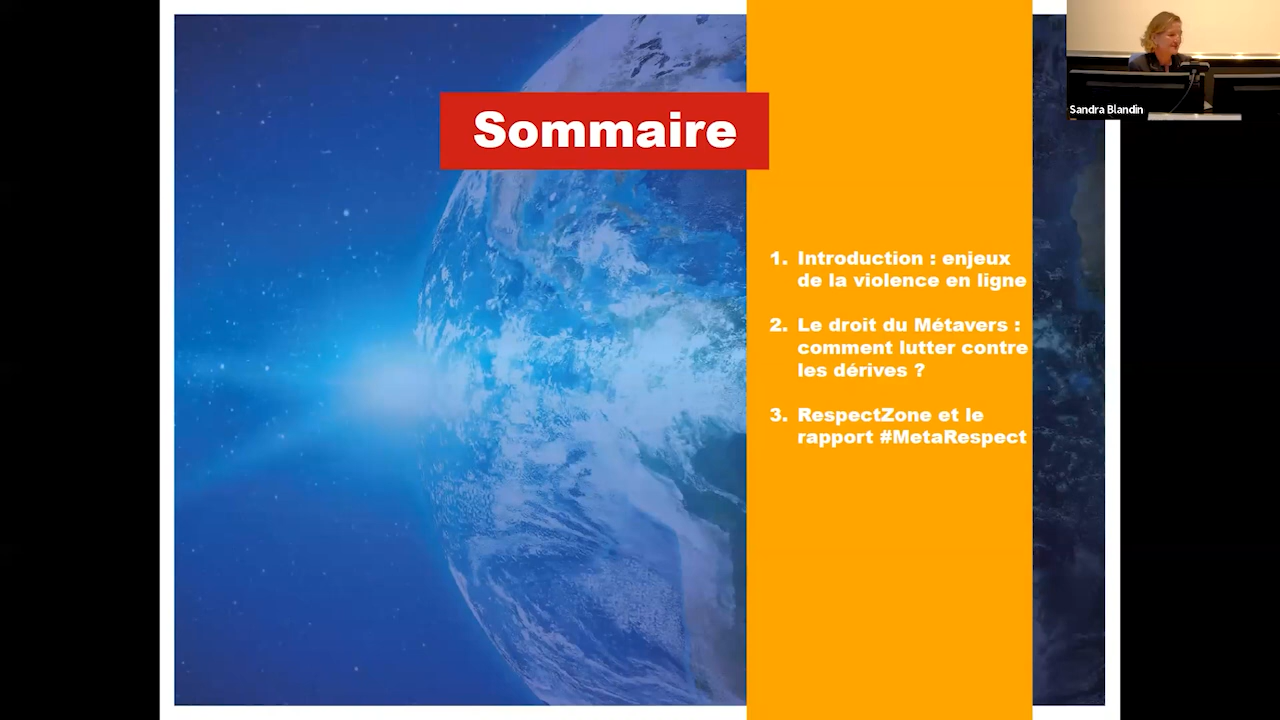 Sommaire
Sandra Blandin
1. Introduction : enjeux
de la violence en ligne
2. Le droit du Métavers :
comment lutter contre
les dérives ?
3. RespectZone et le
rapport #MetaRespect